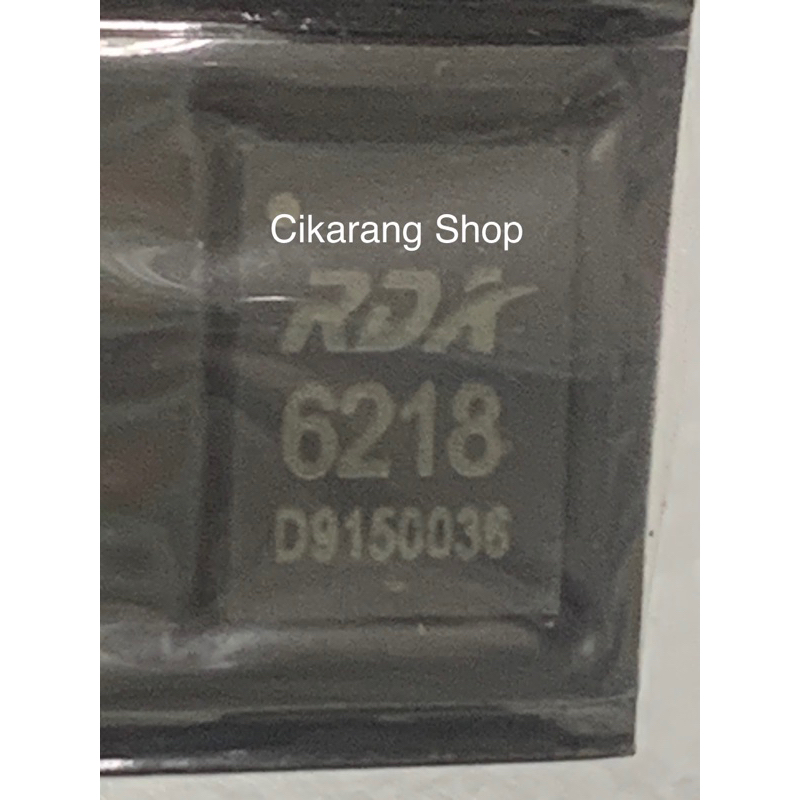 Cikarang Shop
RDA
6218
D9150036